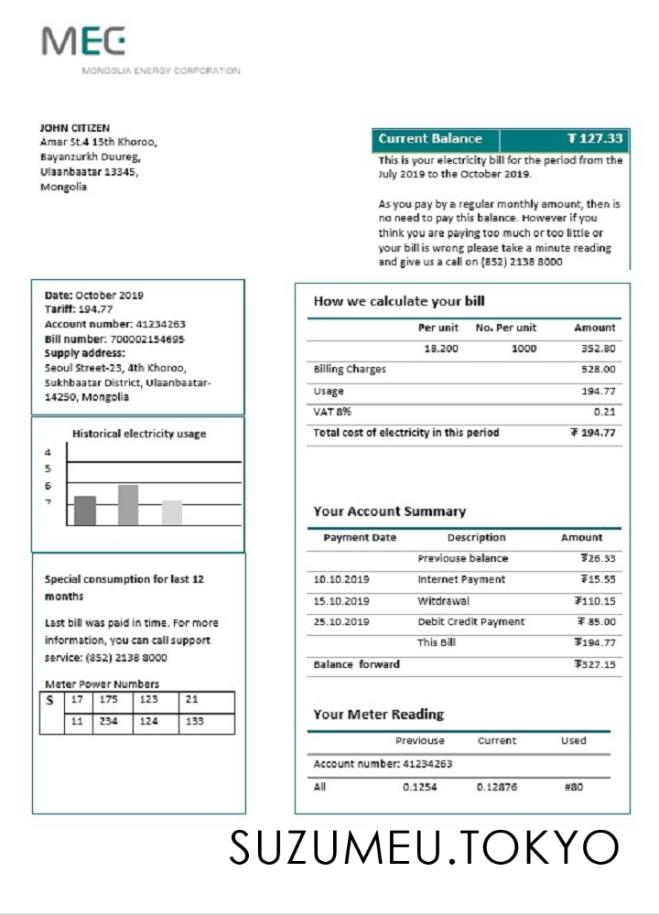 MEC
MONGOLIA ENERGY CORPORATION
JOHN CITIZEN
Amar St.4 15th Khoroo,
Bayanzurkh Duureg,
Ulaanbaatar 13345,
Mongolia
Current Balance ₮ 127.33
This is your electricity bill for the period from the
July 2019 to the October 2019.
As you pay by a regular monthly amount, then is
no need to pay this balance. However if you
think you are paying too much or too little or
your bill is wrong please take a minute reading
and give us a call on (852) 2138 8000
Date: October 2019
Tariff: 194.77
Account number: 41234263
Bill number: 700002154695
Supply address:
Seoul Street-23, 4th Khoroo,
Sukhbaatar District, Ulaanbaatar-
14250, Mongolia
Historical electricity usage
4
5
6
7
Special consumption for last 12
months
Last bill was paid in time. For more
information, you can call support
service: (852) 2138 8000
Meter Power Numbers
S 17 175 123 21
11 234 124 133
How we calculate your bill
Per unit No. Per unit Amount
18.200 1000 352.80
Billing Charges 528.00
Usage 194.77
VAT 8% 0.21
Total cost of electricity in this period ₮ 194.77
Your Account Summary
Payment Date Description Amount
Previouse balance ₮26.33
10.10.2019 Internet Payment ₮15.55
15.10.2019 Witdrawal ₮110.15
25.10.2019 Debit Credit Payment ₮ 85.00
This Bill ₮194.77
Balance forward ₮327.15
Your Meter Reading
Previouse Current Used
Account number: 41234263
All 0.1254 0.12876 #80
SUZUMEU.TOKYO